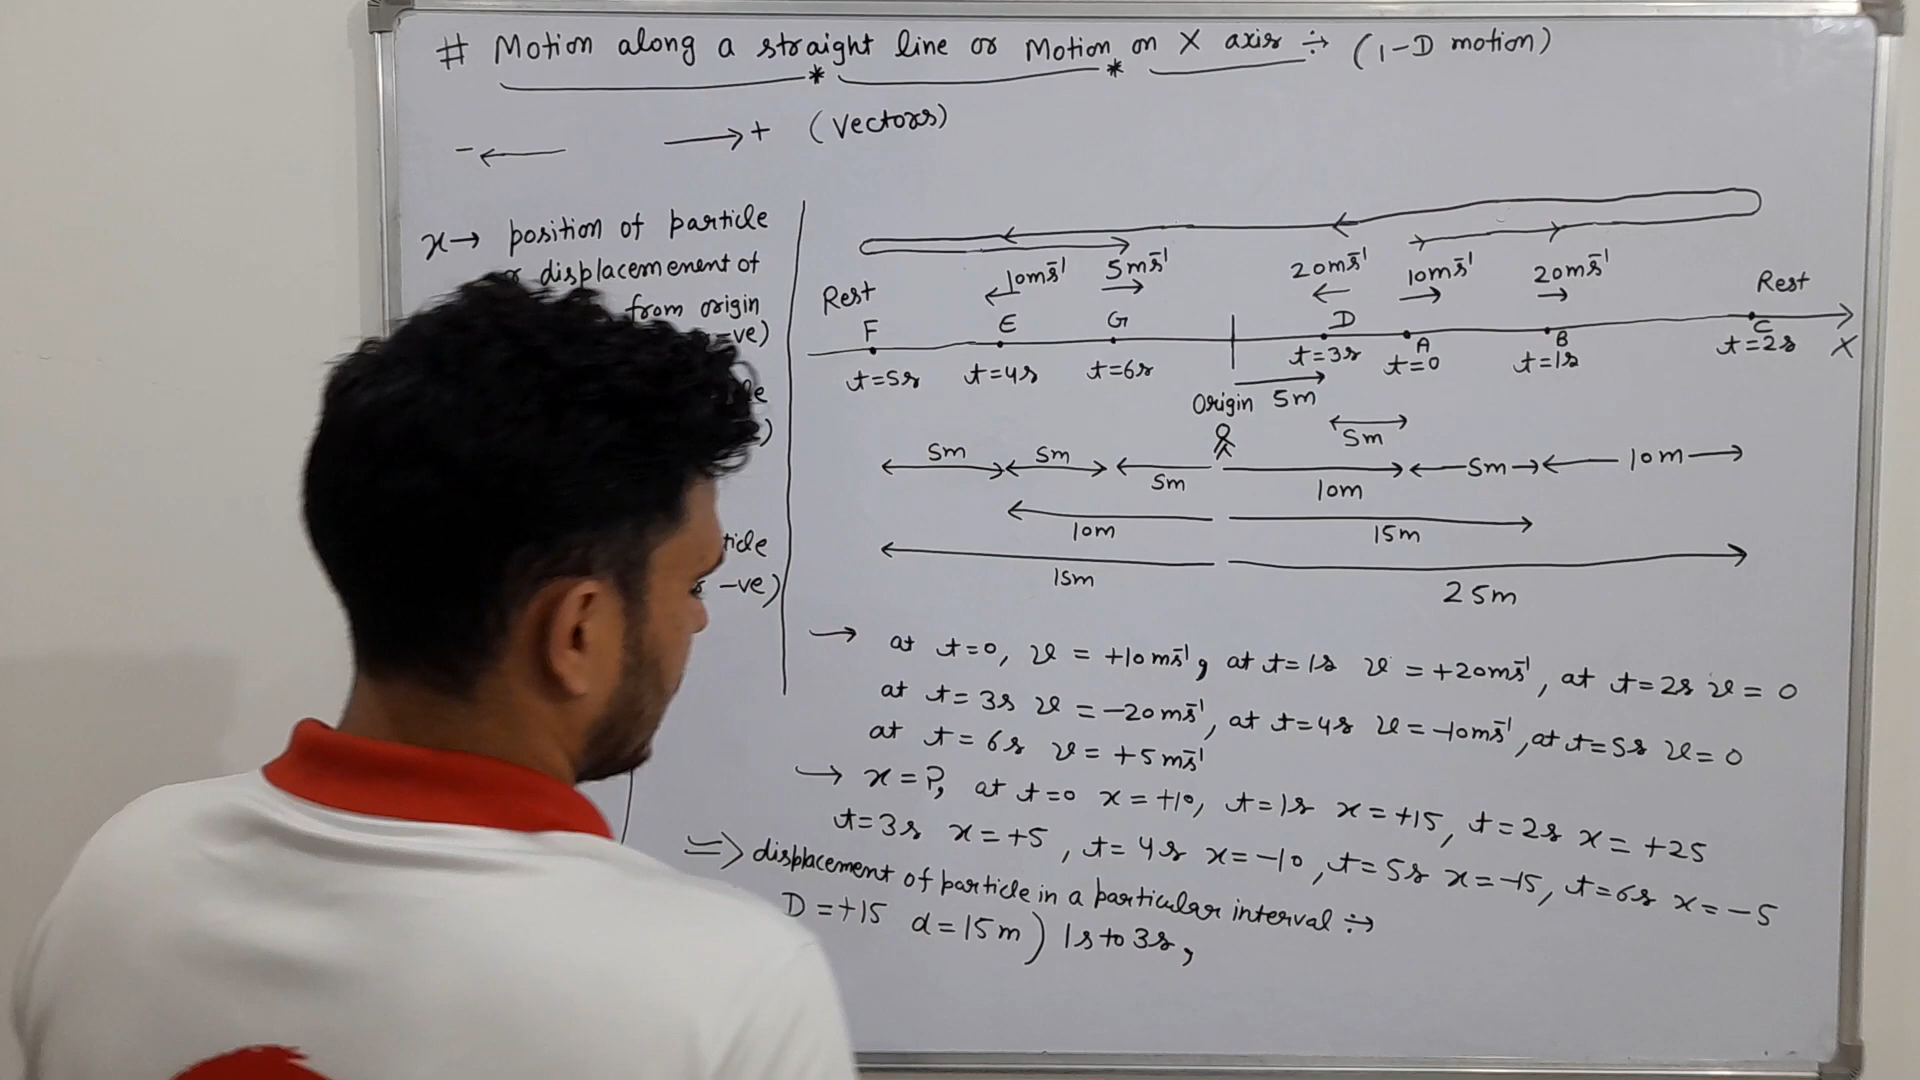 # Motion along a straight line or Motion on X axis ÷ (1-D motion)
- ← → + (Vectors)
x → position of particle
displacemenent of
from origin
-ve)
ticle
-ve)
Rest
10ms⁻¹
5ms⁻¹
20ms⁻¹
10ms⁻¹
20ms⁻¹
Rest
F
E
G
D
A
B
C
t=5s
t=4s
t=6s
t=3s
t=0
t=1s
t=2s
X
Origin
5m
5m
5m
5m
5m
10m
5m
10m
10m
15m
15m
25m
→ at t=0, v = +10ms⁻¹, at t=1s v = +20ms⁻¹, at t=2s v = 0
at t=3s v = -20ms⁻¹, at t=4s v = -10ms⁻¹, at t=5s v = 0
at t=6s v = +5ms⁻¹
→ x=?, at t=0 x=+10, t=1s x=+15, t=2s x=+25
t=3s x=+5, t=4s x=-10, t=5s x=-15, t=6s x=-5
⇒ displacement of particle in a particular interval ÷
D=+15 d=15m) 1s to 3s,